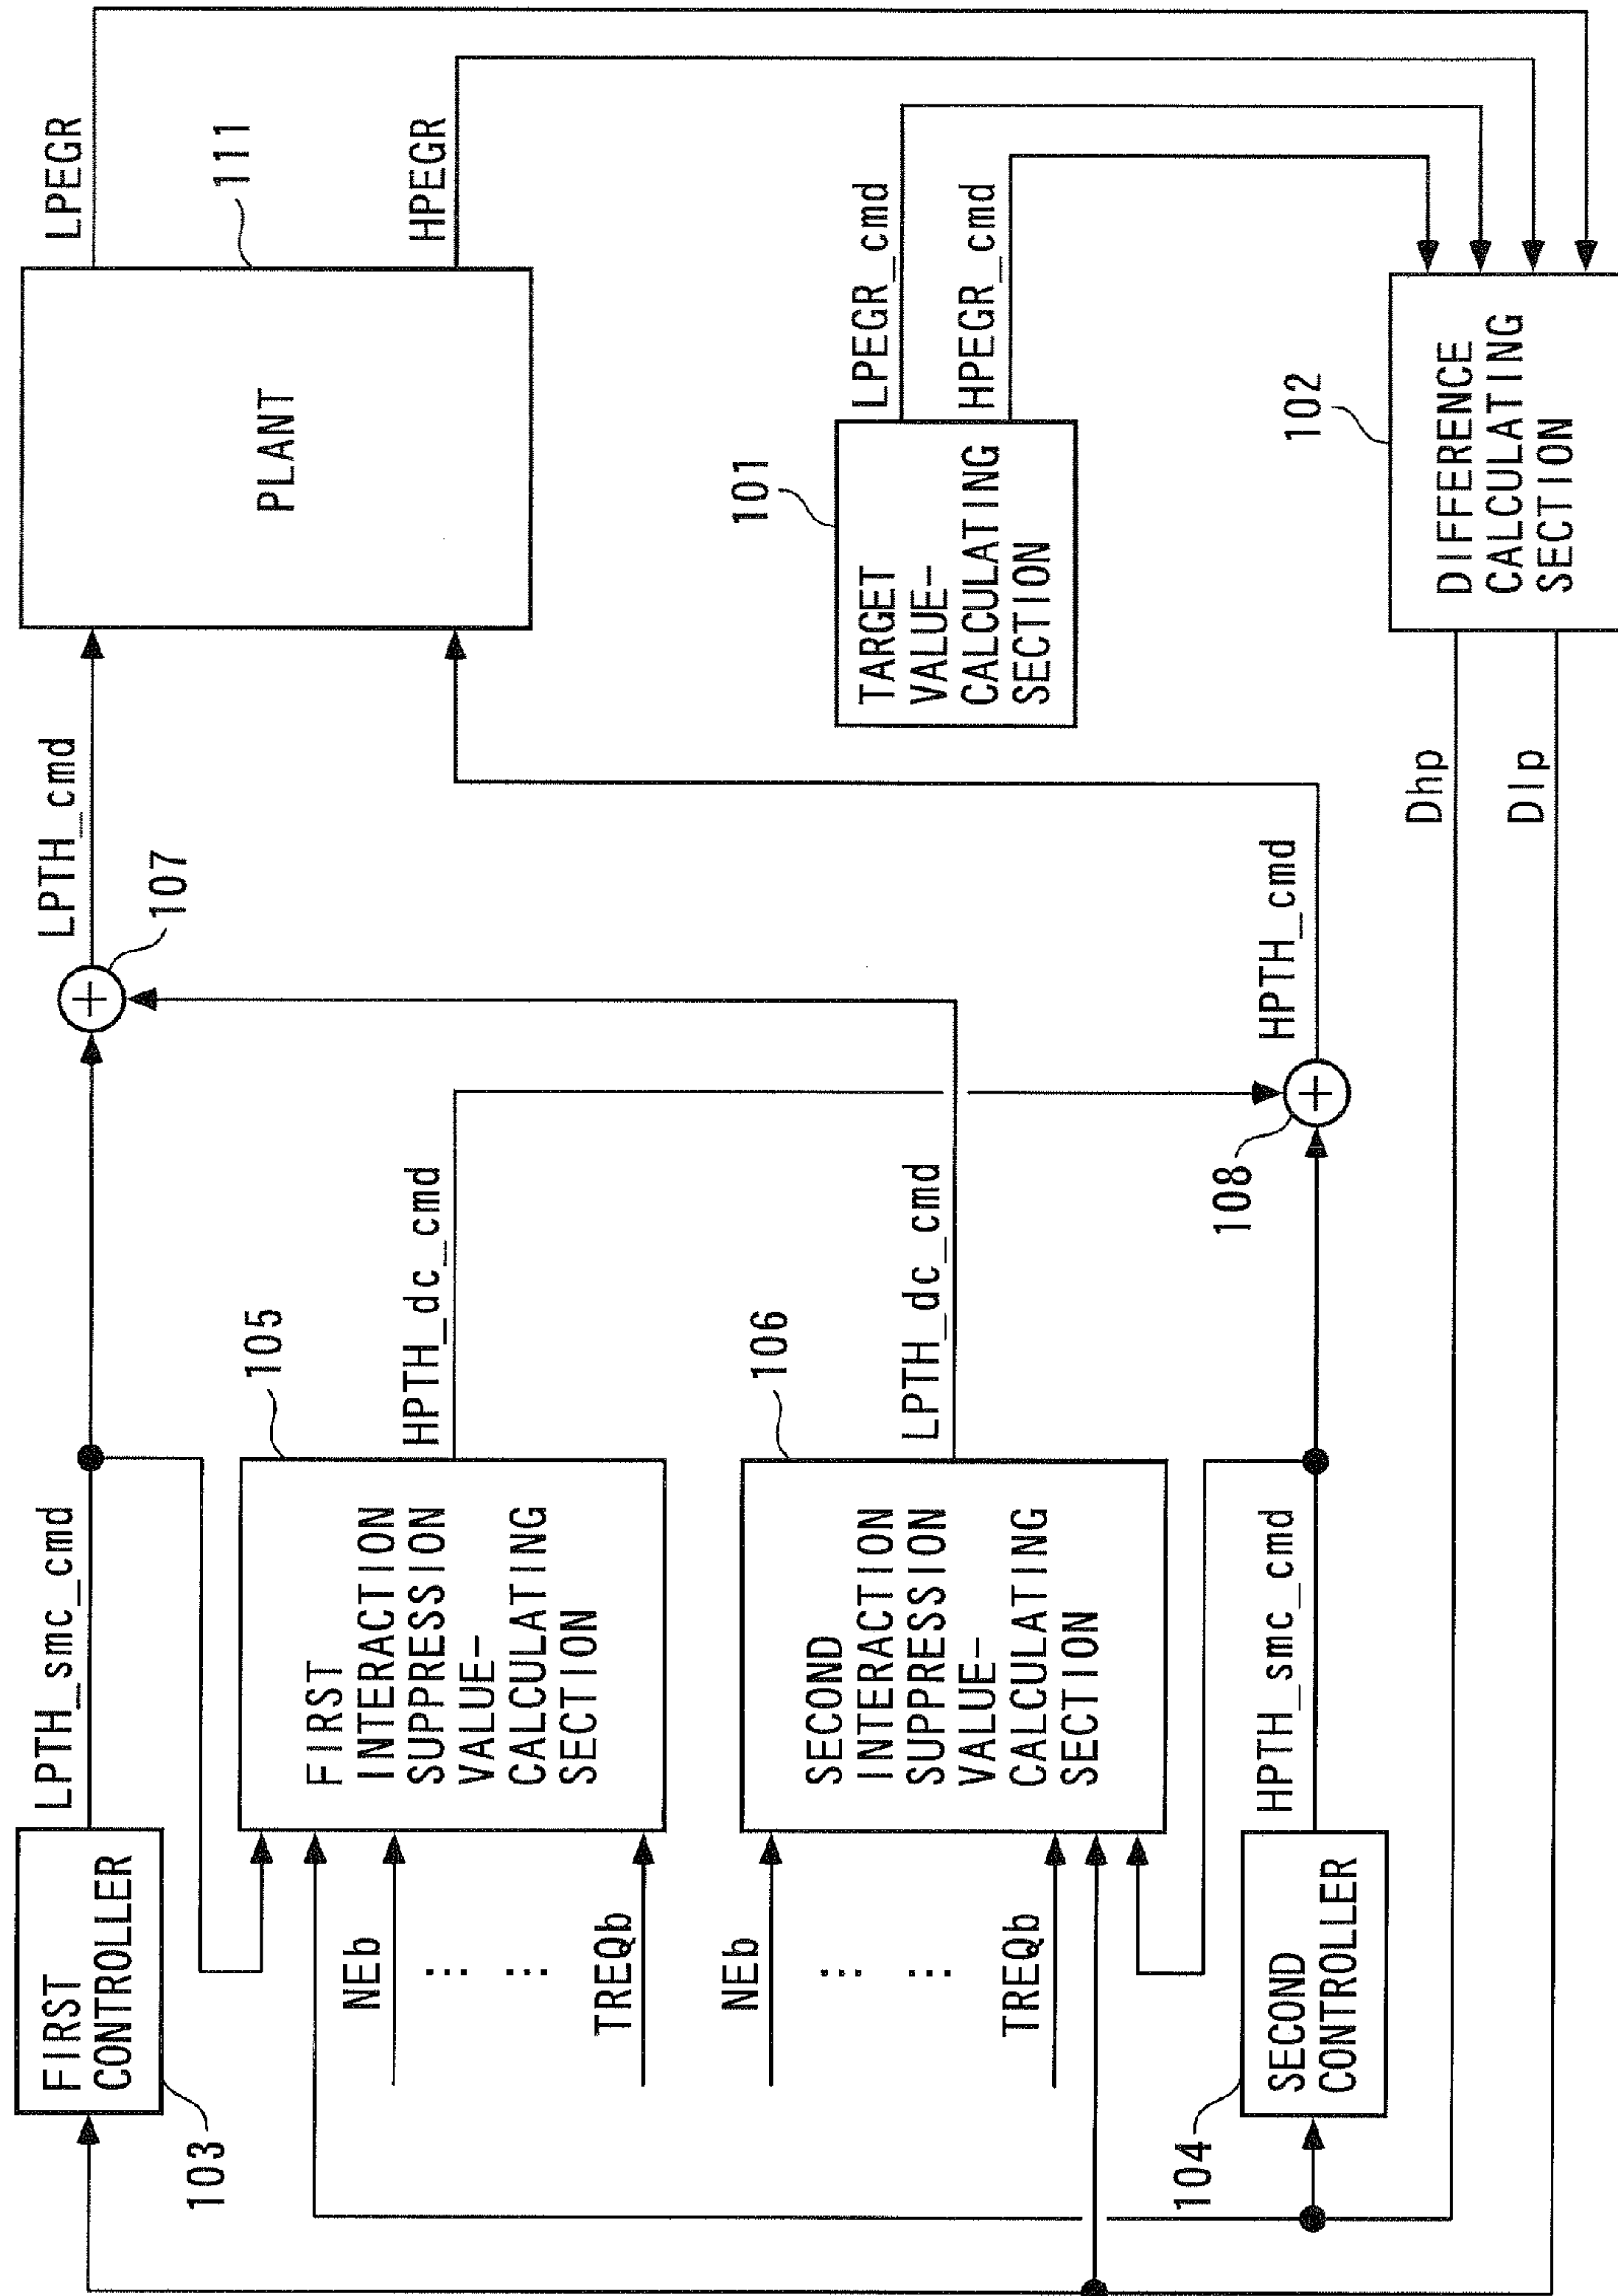 FIRST
CONTROLLER
103
LPTH_smc_cmd
107
LPTH_cmd
PLANT
111
LPEGR
HPEGR
FIRST
INTERACTION
SUPPRESSION
VALUE-
CALCULATING
SECTION
105
NEb
... ...
TREQb
HPTH_dc_cmd
SECOND
INTERACTION
SUPPRESSION
VALUE-
CALCULATING
SECTION
106
NEb
... ...
TREQb
LPTH_dc_cmd
TARGET
VALUE-
CALCULATING
SECTION
101
LPEGR_cmd
HPEGR_cmd
SECOND
CONTROLLER
104
HPTH_smc_cmd
108
HPTH_cmd
DIFFERENCE
CALCULATING
SECTION
102
Dhp
Dlp